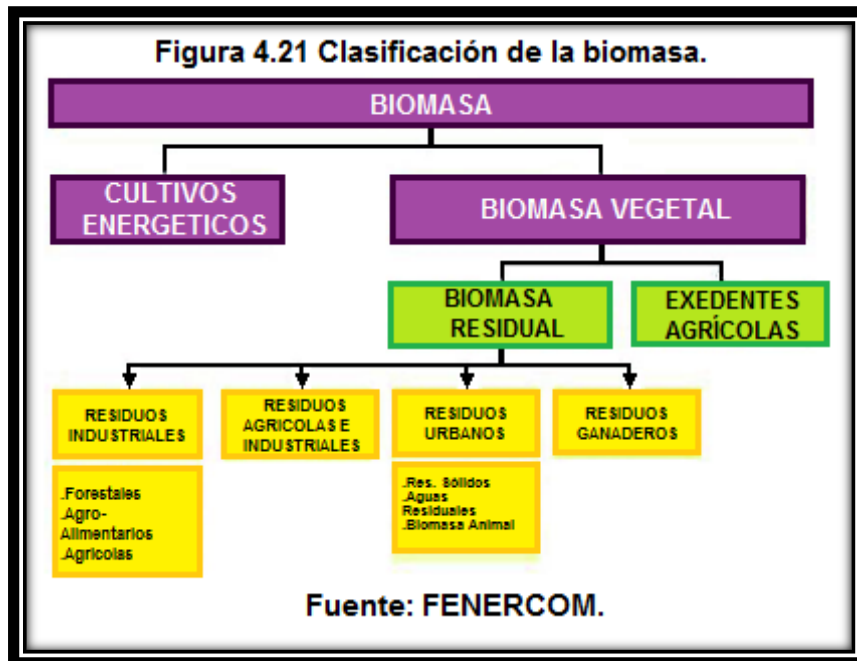 Figura 4.21 Clasificación de la biomasa.
BIOMASA
CULTIVOS
ENERGETICOS
BIOMASA VEGETAL
BIOMASA
RESIDUAL
EXEDENTES
AGRÍCOLAS
RESIDUOS
INDUSTRIALES
RESIDUOS
AGRICOLAS E
INDUSTRIALES
RESIDUOS
URBANOS
RESIDUOS
GANADEROS
.Forestales
.Agro-
Alimentarios
.Agricolas
.Res. Sólidos
.Aguas
Residuales
.Biomasa Animal
Fuente: FENERCOM.